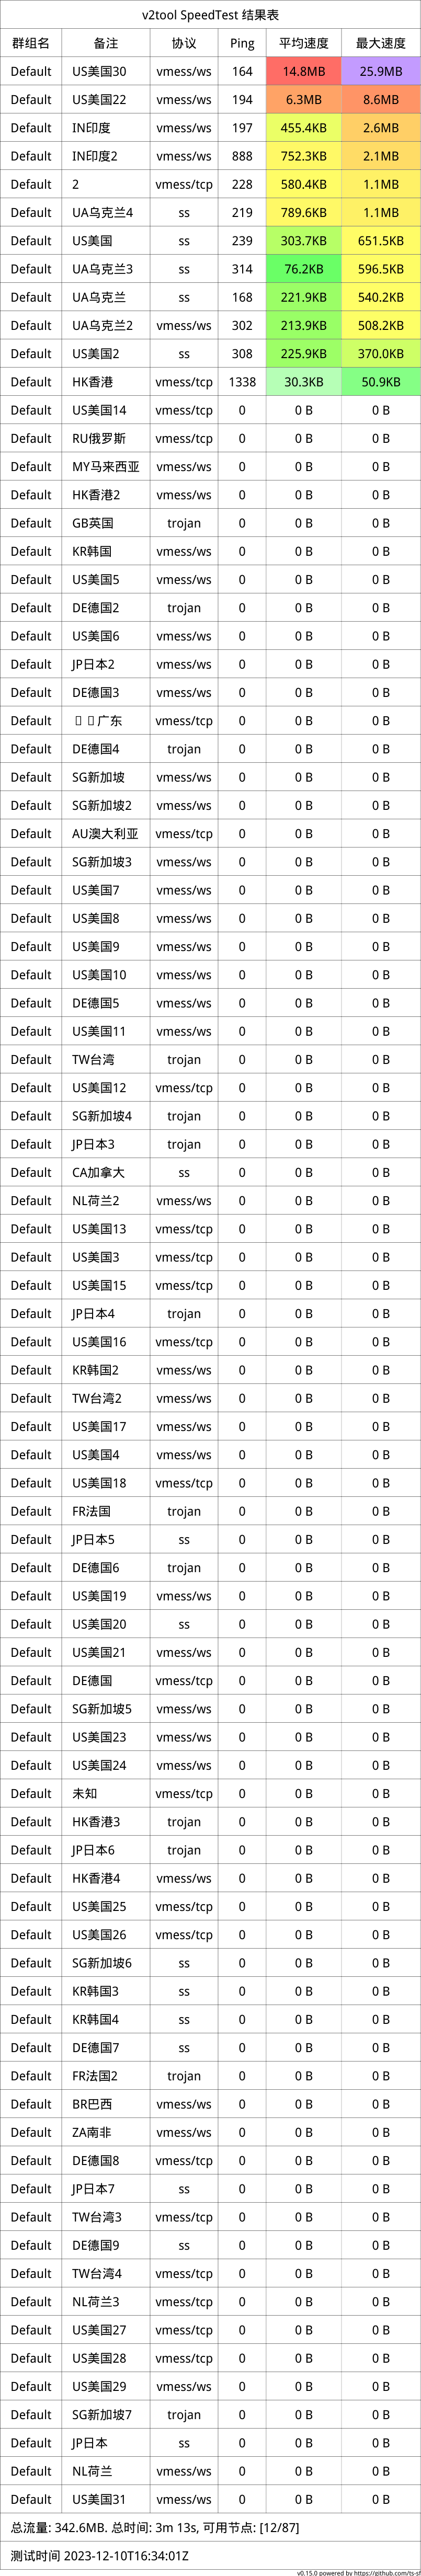 v2tool SpeedTest 结果表
群组名 备注 协议 Ping 平均速度 最大速度
Default US美国30 vmess/ws 164 14.8MB 25.9MB
Default US美国22 vmess/ws 194 6.3MB 8.6MB
Default IN印度 vmess/ws 197 455.4KB 2.6MB
Default IN印度2 vmess/ws 888 752.3KB 2.1MB
Default 2 vmess/tcp 228 580.4KB 1.1MB
Default UA乌克兰4 ss 219 789.6KB 1.1MB
Default US美国 ss 239 303.7KB 651.5KB
Default UA乌克兰3 ss 314 76.2KB 596.5KB
Default UA乌克兰 ss 168 221.9KB 540.2KB
Default UA乌克兰2 vmess/ws 302 213.9KB 508.2KB
Default US美国2 ss 308 225.9KB 370.0KB
Default HK香港 vmess/tcp 1338 30.3KB 50.9KB
Default US美国14 vmess/tcp 0 0 B 0 B
Default RU俄罗斯 vmess/tcp 0 0 B 0 B
Default MY马来西亚 vmess/ws 0 0 B 0 B
Default HK香港2 vmess/ws 0 0 B 0 B
Default GB英国 trojan 0 0 B 0 B
Default KR韩国 vmess/ws 0 0 B 0 B
Default US美国5 vmess/ws 0 0 B 0 B
Default DE德国2 trojan 0 0 B 0 B
Default US美国6 vmess/ws 0 0 B 0 B
Default JP日本2 vmess/ws 0 0 B 0 B
Default DE德国3 vmess/ws 0 0 B 0 B
Default 广东 vmess/tcp 0 0 B 0 B
Default DE德国4 trojan 0 0 B 0 B
Default SG新加坡 vmess/ws 0 0 B 0 B
Default SG新加坡2 vmess/ws 0 0 B 0 B
Default AU澳大利亚 vmess/tcp 0 0 B 0 B
Default SG新加坡3 vmess/ws 0 0 B 0 B
Default US美国7 vmess/ws 0 0 B 0 B
Default US美国8 vmess/ws 0 0 B 0 B
Default US美国9 vmess/ws 0 0 B 0 B
Default US美国10 vmess/ws 0 0 B 0 B
Default DE德国5 vmess/ws 0 0 B 0 B
Default US美国11 vmess/ws 0 0 B 0 B
Default TW台湾 trojan 0 0 B 0 B
Default US美国12 vmess/tcp 0 0 B 0 B
Default SG新加坡4 trojan 0 0 B 0 B
Default JP日本3 trojan 0 0 B 0 B
Default CA加拿大 ss 0 0 B 0 B
Default NL荷兰2 vmess/ws 0 0 B 0 B
Default US美国13 vmess/tcp 0 0 B 0 B
Default US美国3 vmess/tcp 0 0 B 0 B
Default US美国15 vmess/tcp 0 0 B 0 B
Default JP日本4 trojan 0 0 B 0 B
Default US美国16 vmess/tcp 0 0 B 0 B
Default KR韩国2 vmess/ws 0 0 B 0 B
Default TW台湾2 vmess/ws 0 0 B 0 B
Default US美国17 vmess/ws 0 0 B 0 B
Default US美国4 vmess/ws 0 0 B 0 B
Default US美国18 vmess/tcp 0 0 B 0 B
Default FR法国 trojan 0 0 B 0 B
Default JP日本5 ss 0 0 B 0 B
Default DE德国6 trojan 0 0 B 0 B
Default US美国19 vmess/ws 0 0 B 0 B
Default US美国20 ss 0 0 B 0 B
Default US美国21 vmess/ws 0 0 B 0 B
Default DE德国 vmess/tcp 0 0 B 0 B
Default SG新加坡5 vmess/ws 0 0 B 0 B
Default US美国23 vmess/ws 0 0 B 0 B
Default US美国24 vmess/ws 0 0 B 0 B
Default 未知 vmess/tcp 0 0 B 0 B
Default HK香港3 trojan 0 0 B 0 B
Default JP日本6 trojan 0 0 B 0 B
Default HK香港4 vmess/ws 0 0 B 0 B
Default US美国25 vmess/tcp 0 0 B 0 B
Default US美国26 vmess/ws 0 0 B 0 B
Default SG新加坡6 ss 0 0 B 0 B
Default KR韩国3 ss 0 0 B 0 B
Default KR韩国4 ss 0 0 B 0 B
Default DE德国7 ss 0 0 B 0 B
Default FR法国2 trojan 0 0 B 0 B
Default BR巴西 vmess/ws 0 0 B 0 B
Default ZA南非 vmess/ws 0 0 B 0 B
Default DE德国8 vmess/tcp 0 0 B 0 B
Default JP日本7 ss 0 0 B 0 B
Default TW台湾3 vmess/tcp 0 0 B 0 B
Default DE德国9 ss 0 0 B 0 B
Default TW台湾4 vmess/tcp 0 0 B 0 B
Default NL荷兰3 vmess/tcp 0 0 B 0 B
Default US美国27 vmess/tcp 0 0 B 0 B
Default US美国28 vmess/tcp 0 0 B 0 B
Default US美国29 vmess/ws 0 0 B 0 B
Default SG新加坡7 trojan 0 0 B 0 B
Default JP日本 ss 0 0 B 0 B
Default NL荷兰 vmess/ws 0 0 B 0 B
Default US美国31 vmess/ws 0 0 B 0 B
总流量: 342.6MB. 总时间: 3m 13s, 可用节点: [12/87]
测试时间 2023-12-10T16:34:01Z
v0.15.0 powered by https://github.com/ts-sf